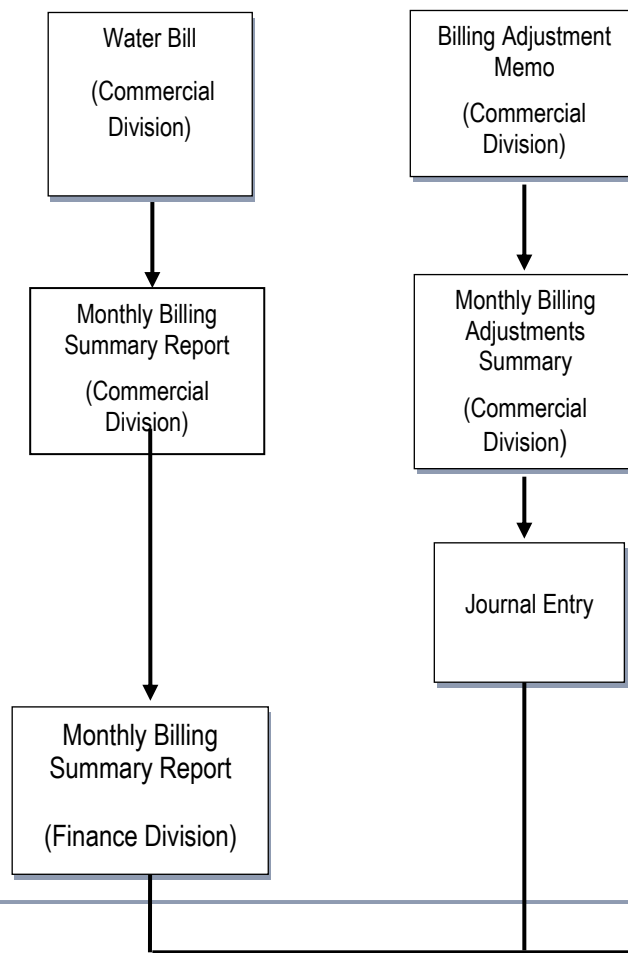 Water Bill
(Commercial
Division)
Monthly Billing
Summary Report
(Commercial
Division)
Monthly Billing
Summary Report
(Finance Division)
Billing Adjustment
Memo
(Commercial
Division)
Monthly Billing
Adjustments
Summary
(Commercial
Division)
Journal Entry